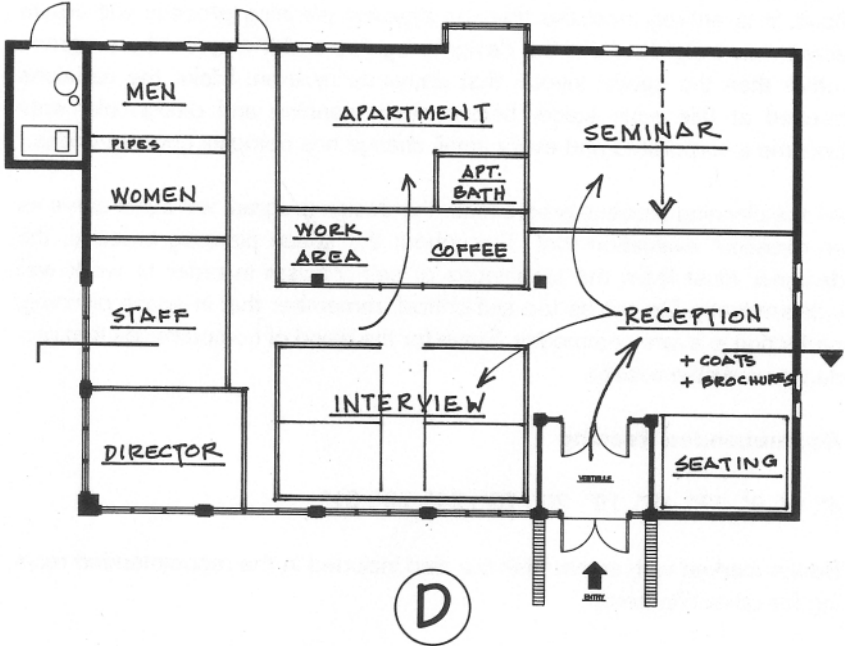 MEN
PIPES
WOMEN
STAFF
DIRECTOR
APARTMENT
APT.
BATH
WORK
AREA
COFFEE
INTERVIEW
SEMINAR
RECEPTION
+ COATS
+ BROCHURES
SEATING
VESTIBULE
ENTRY
D